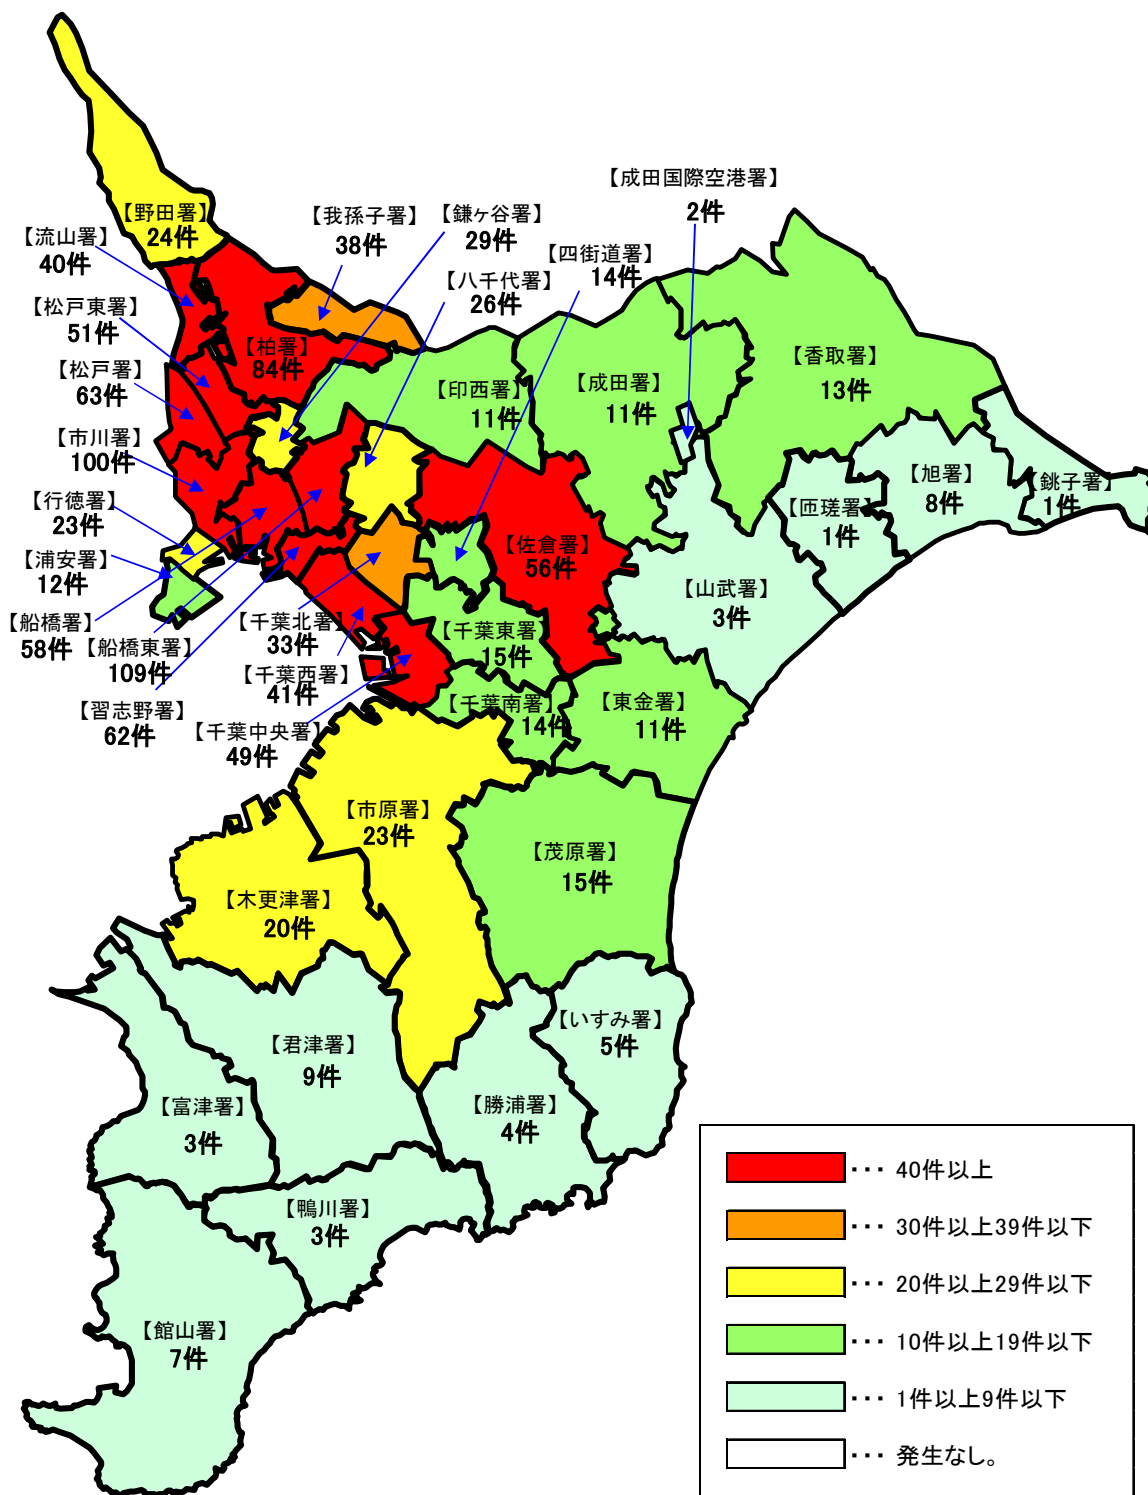 【成田国際空港署】
2件
【野田署】
24件
【我孫子署】
38件
【鎌ヶ谷署】
29件
【流山署】
40件
【四街道署】
14件
【八千代署】
26件
【松戸東署】
51件
【柏署】
84件
【松戸署】
63件
【印西署】
11件
【成田署】
11件
【香取署】
13件
【市川署】
100件
【行徳署】
23件
【旭署】
8件
【銚子署】
1件
【匝瑳署】
1件
【浦安署】
12件
【佐倉署】
56件
【山武署】
3件
【船橋署】
58件
【船橋東署】
109件
【千葉北署】
33件
【千葉東署】
15件
【千葉西署】
41件
【習志野署】
62件
【千葉中央署】
49件
【千葉南署】
14件
【東金署】
11件
【市原署】
23件
【茂原署】
15件
【木更津署】
20件
【いすみ署】
5件
【君津署】
9件
【富津署】
3件
【勝浦署】
4件
【鴨川署】
3件
【館山署】
7件
・・・ 40件以上
・・・ 30件以上39件以下
・・・ 20件以上29件以下
・・・ 10件以上19件以下
・・・ 1件以上9件以下
・・・ 発生なし。